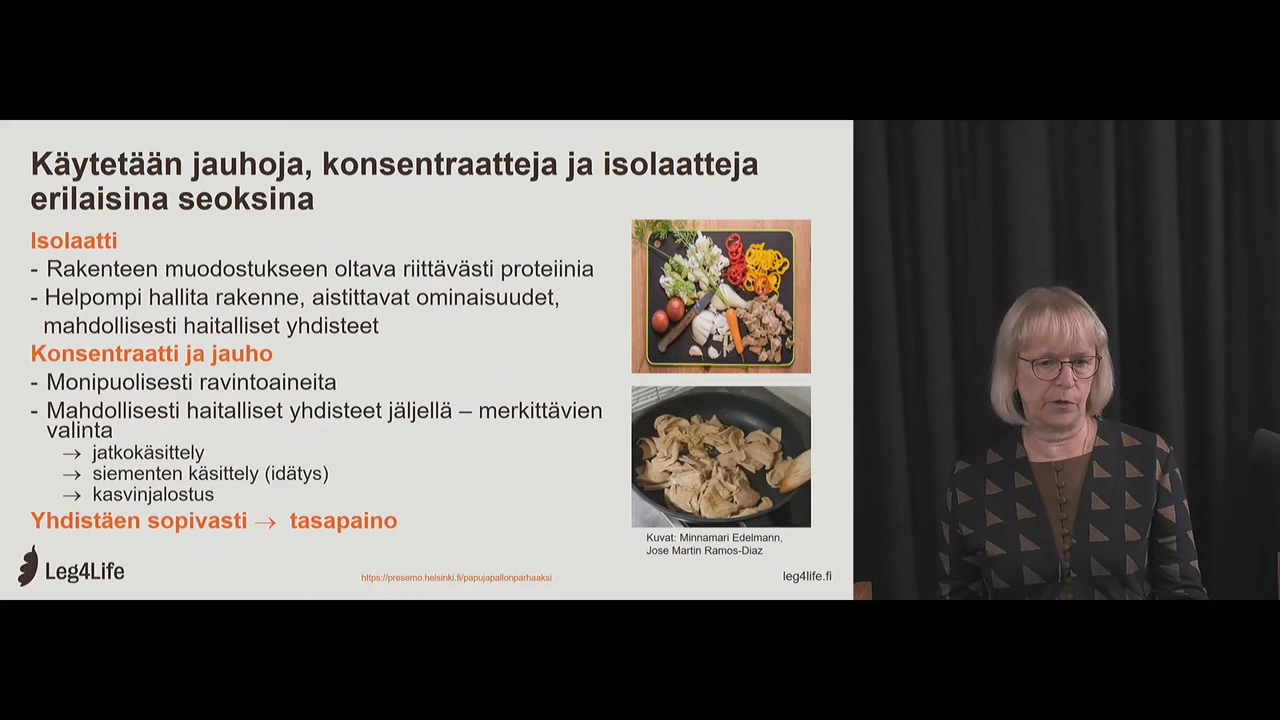 Käytetään jauhoja, konsentraatteja ja isolaatteja
erilaisina seoksina
Isolaatti
- Rakenteen muodostukseen oltava riittävästi proteiinia
- Helpompi hallita rakenne, aistittavat ominaisuudet,
mahdollisesti haitalliset yhdisteet
Konsentraatti ja jauho
- Monipuolisesti ravintoaineita
- Mahdollisesti haitalliset yhdisteet jäljellä – merkittävien
valinta
→ jatkokäsittely
→ siementen käsittely (idätys)
→ kasvinjalostus
Yhdistäen sopivasti → tasapaino
Kuvat: Minnamari Edelmann,
Jose Martin Ramos-Diaz
Leg4Life
https://presemo.helsinki.fi/papujapallonparhaaksi
leg4life.fi